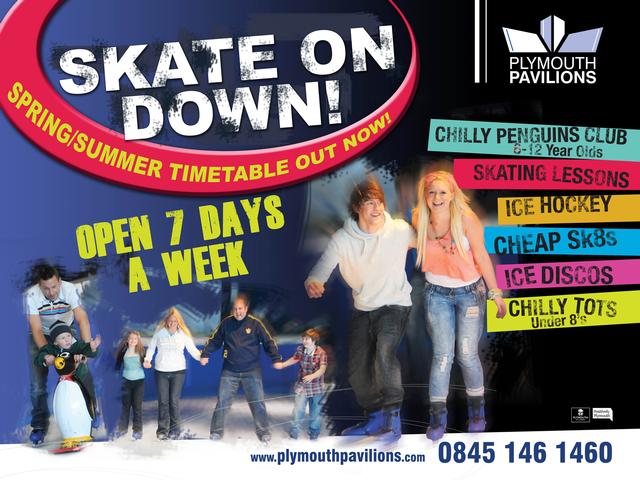 SKATE ON
DOWN!
SPRING/SUMMER TIMETABLE OUT NOW!
PLYMOUTH
PAVILIONS
CHILLY PENGUINS CLUB
8-12 Year Olds
SKATING LESSONS
ICE HOCKEY
CHEAP SK8s
ICE DISCOS
CHILLY TOTS
Under 8's
OPEN 7 DAYS
A WEEK
www.plymouthpavilions.com
0845 146 1460